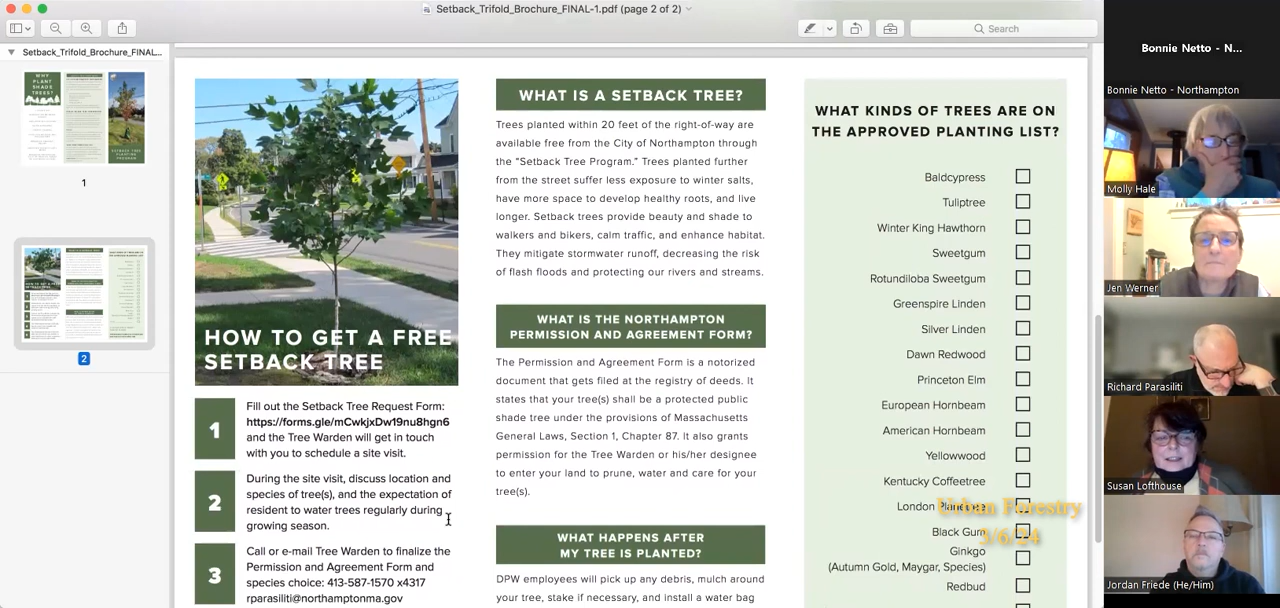 Setback_Trifold_Brochure_FINAL-1.pdf (page 2 of 2)
Search
Setback_Trifold_Brochure_FINAL...
WHY
PLANT
SHADE
TREES?
1
2
HOW TO GET A FREE
SETBACK TREE
1
Fill out the Setback Tree Request Form:
https://forms.gle/mCwkjxDw19nu8hgn6
and the Tree Warden will get in touch
with you to schedule a site visit.
2
During the site visit, discuss location and
species of tree(s), and the expectation of
resident to water trees regularly during
growing season.
3
Call or e-mail Tree Warden to finalize the
Permission and Agreement Form and
species choice: 413-587-1570 x4317
rparasiliti@northamptonma.gov
WHAT IS A SETBACK TREE?
Trees planted within 20 feet of the right-of-way are
available free from the City of Northampton through
the “Setback Tree Program.” Trees planted further
from the street suffer less exposure to winter salts,
have more space to develop healthy roots, and live
longer. Setback trees provide beauty and shade to
walkers and bikers, calm traffic, and enhance habitat.
They mitigate stormwater runoff, decreasing the risk
of flash floods and protecting our rivers and streams.
WHAT IS THE NORTHAMPTON
PERMISSION AND AGREEMENT FORM?
The Permission and Agreement Form is a notorized
document that gets filed at the registry of deeds. It
states that your tree(s) shall be a protected public
shade tree under the provisions of Massachusetts
General Laws, Section 1, Chapter 87. It also grants
permission for the Tree Warden or his/her designee
to enter your land to prune, water and care for your
tree(s).
WHAT HAPPENS AFTER
MY TREE IS PLANTED?
DPW employees will pick up any debris, mulch around
your tree, stake if necessary, and install a water bag
WHAT KINDS OF TREES ARE ON
THE APPROVED PLANTING LIST?
Baldcypress
Tuliptree
Winter King Hawthorn
Sweetgum
Rotundiloba Sweetgum
Greenspire Linden
Silver Linden
Dawn Redwood
Princeton Elm
European Hornbeam
American Hornbeam
Yellowwood
Kentucky Coffeetree
London Planetree
Black Gum
Ginkgo
(Autumn Gold, Maygar, Species)
Redbud
Urban Forestry
2/6/24
Bonnie Netto - N...
Bonnie Netto - Northampton
Molly Hale
Jen Werner
Richard Parasiliti
Susan Lofthouse
Jordan Friede (He/Him)